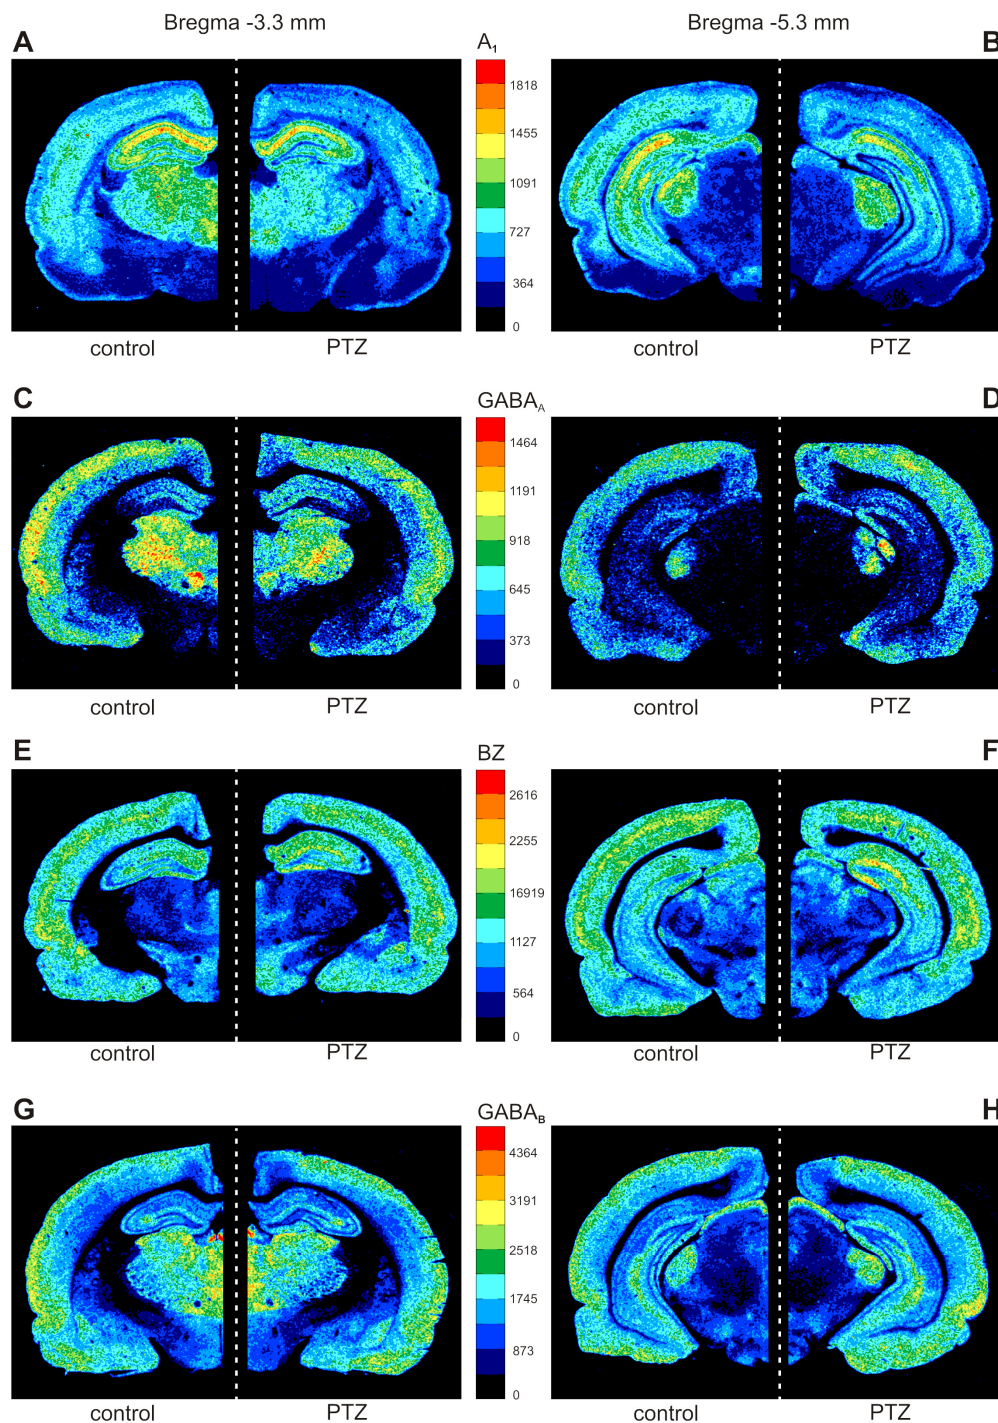 Bregma -3.3 mm
Bregma -5.3 mm
A
A1
B
1818
1455
1091
727
364
0
control
PTZ
control
PTZ
C
GABAA
D
1464
1191
918
645
373
0
control
PTZ
control
PTZ
E
BZ
F
2616
2255
16919
1127
564
0
control
PTZ
control
PTZ
G
GABAB
H
4364
3191
2518
1745
873
0
control
PTZ
control
PTZ